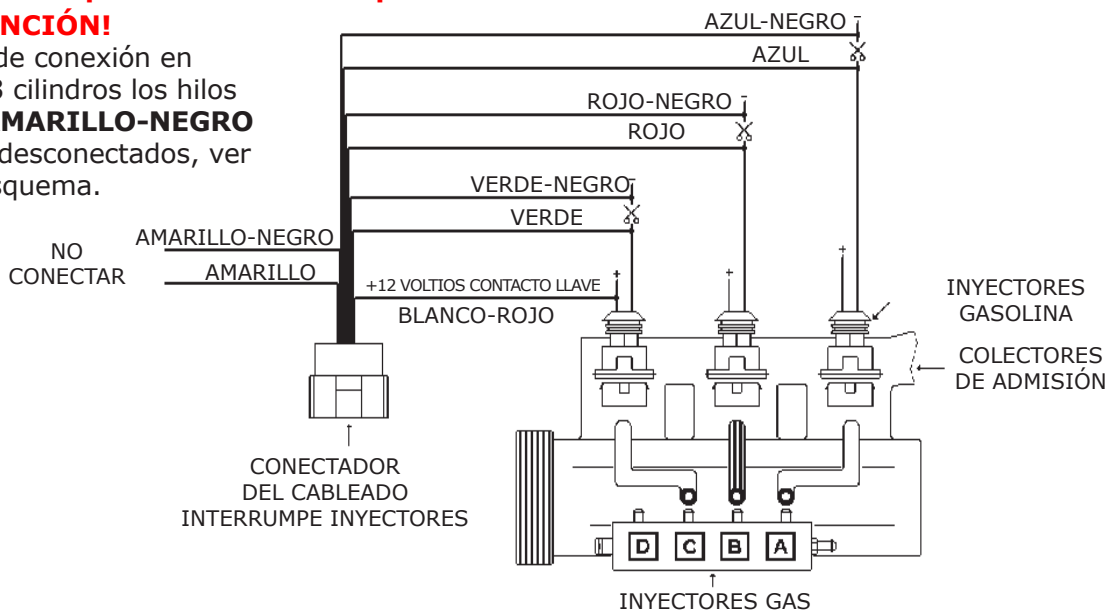 NCIÓN!
de conexión en
3 cilindros los hilos
MARILLO-NEGRO
desconectados, ver
squema.
AZUL-NEGRO -
AZUL
ROJO-NEGRO -
ROJO
VERDE-NEGRO -
VERDE
AMARILLO-NEGRO
NO
CONECTAR
AMARILLO
+12 VOLTIOS CONTACTO LLAVE
BLANCO-ROJO
+ + +
INYECTORES
GASOLINA
COLECTORES
DE ADMISIÓN
CONECTADOR
DEL CABLEADO
INTERRUMPE INYECTORES
D C B A
INYECTORES GAS